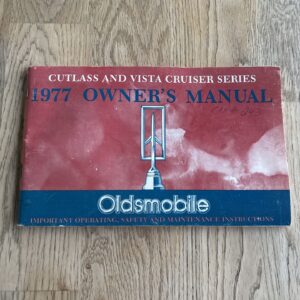 CUTLASS AND VISTA CRUISER SERIES
1977 OWNER'S MANUAL
Oldsmobile
IMPORTANT OPERATING, SAFETY AND MAINTENANCE INSTRUCTIONS